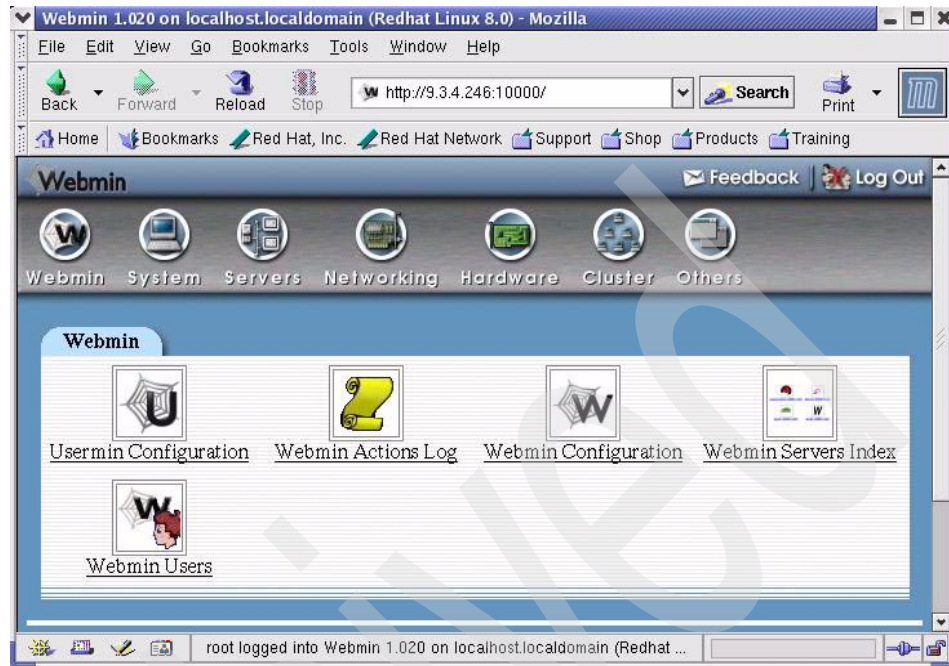 Webmin 1.020 on localhost.localdomain (Redhat Linux 8.0) - Mozilla
File Edit View Go Bookmarks Tools Window Help
Back Forward Reload Stop http://9.3.4.246:10000/ Search Print
Home Bookmarks Red Hat, Inc. Red Hat Network Support Shop Products Training
Webmin Feedback Log Out
Webmin System Servers Networking Hardware Cluster Others
Webmin
Usermin Configuration Webmin Actions Log Webmin Configuration Webmin Servers Index
Webmin Users
root logged into Webmin 1.020 on localhost.localdomain (Redhat ...